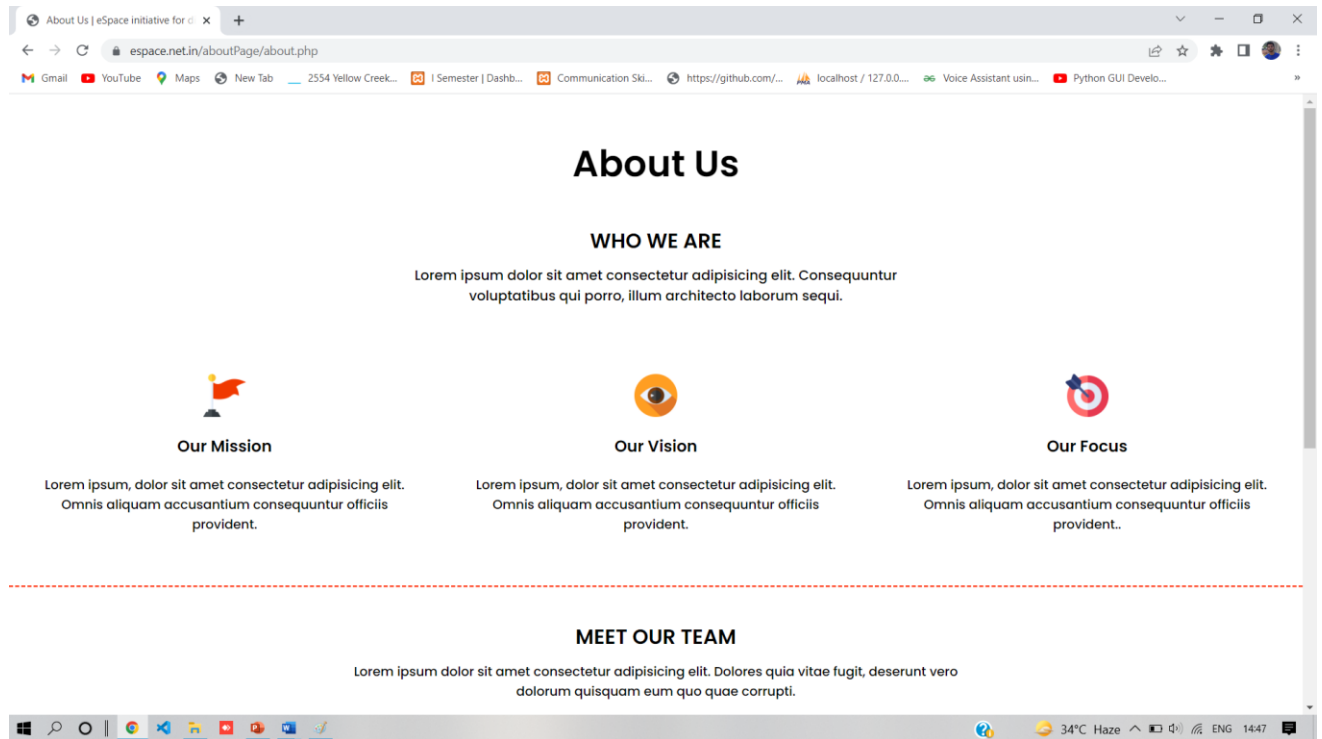 About Us | eSpace initiative for d
espace.net.in/aboutPage/about.php
Gmail YouTube Maps New Tab 2554 Yellow Creek... I Semester | Dashb... Communication Ski... https://github.com/... localhost / 127.0.0.... Voice Assistant usin... Python GUI Develo... »
About Us
WHO WE ARE
Lorem ipsum dolor sit amet consectetur adipisicing elit. Consequuntur
voluptatibus qui porro, illum architecto laborum sequi.
Our Mission
Lorem ipsum, dolor sit amet consectetur adipisicing elit.
Omnis aliquam accusantium consequuntur officiis
provident.
Our Vision
Lorem ipsum, dolor sit amet consectetur adipisicing elit.
Omnis aliquam accusantium consequuntur officiis
provident.
Our Focus
Lorem ipsum, dolor sit amet consectetur adipisicing elit.
Omnis aliquam accusantium consequuntur officiis
provident..
MEET OUR TEAM
Lorem ipsum dolor sit amet consectetur adipisicing elit. Dolores quia vitae fugit, deserunt vero
dolorum quisquam eum quo quae corrupti.
34°C Haze ENG 14:47